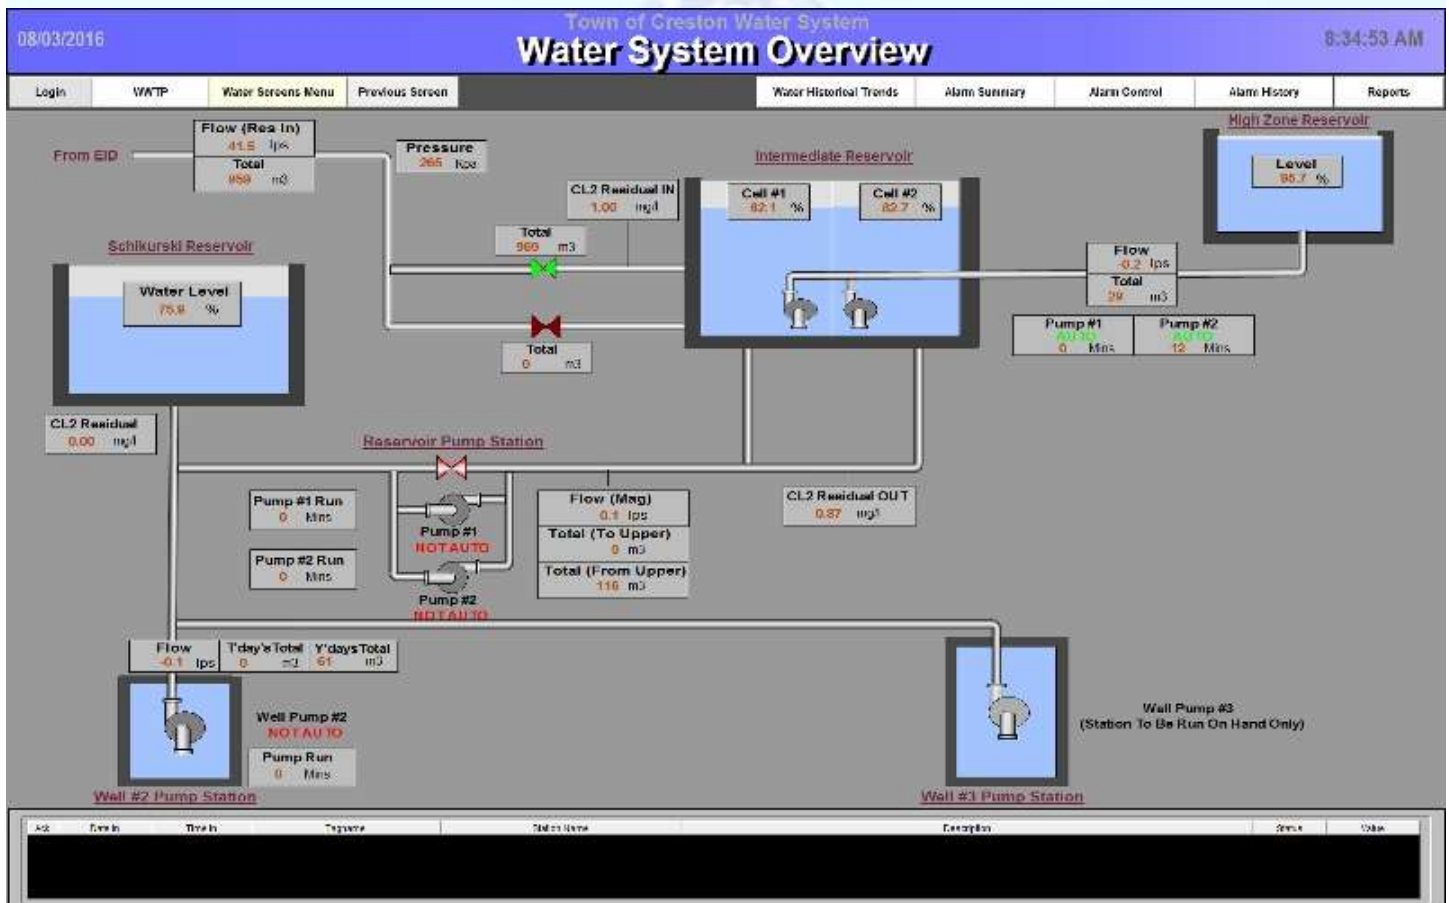 Town of Creston Water System
08/03/2016
Water System Overview
8:34:53 AM
Login WWTP Water Screens Menu Previous Screen Water Historical Trends Alarm Summary Alarm Control Alarm History Reports
High Zone Reservoir
Level
95.7 %
From EID
Flow (Res In)
41.5 lps
Total
959 m3
Pressure
265 Kpa
Intermediate Reservoir
CL2 Residual IN
1.00 mg/l
Cell #1
82.1 %
Cell #2
82.7 %
Total
969 m3
Total
0 m3
Flow
-0.2 lps
Total
29 m3
Pump #1
AUTO
0 Mins
Pump #2
AUTO
12 Mins
Schikurski Reservoir
Water Level
75.9 %
CL2 Residual
0.00 mg/l
Reservoir Pump Station
Pump #1 Run
0 Mins
Pump #2 Run
0 Mins
Pump #1
NOT AUTO
Pump #2
NOT AUTO
Flow (Mag)
0.1 lps
Total (To Upper)
0 m3
Total (From Upper)
116 m3
CL2 Residual OUT
0.87 mg/l
Flow
-0.1 lps
T'day's Total
0 m3
Y'days Total
61 m3
Well Pump #2
NOT AUTO
Pump Run
0 Mins
Well #2 Pump Station
Well Pump #3
(Station To Be Run On Hand Only)
Well #3 Pump Station
Ack Date In Time In Tagname Station Name Description Status Value